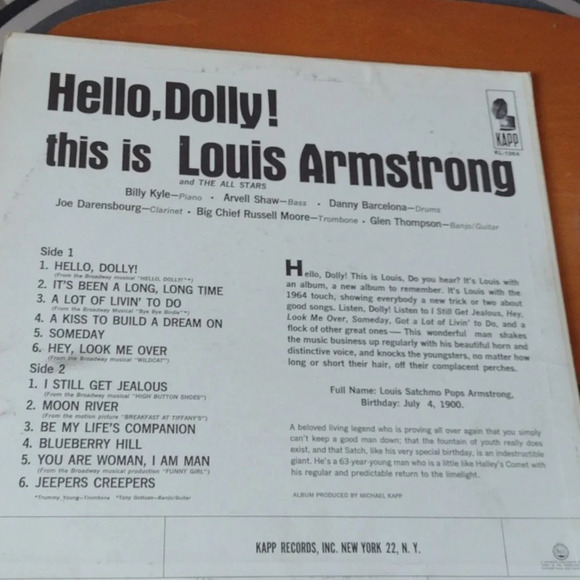 Hello, Dolly!
this is Louis Armstrong
KAPP
KL-1364
and THE ALL STARS
Billy Kyle—Piano • Arvell Shaw—Bass • Danny Barcelona—Drums
Joe Darensbourg—Clarinet • Big Chief Russell Moore—Trombone • Glen Thompson—Banjo/Guitar
Side 1
1. HELLO, DOLLY!
(From the Broadway musical "HELLO, DOLLY!"*)
2. IT'S BEEN A LONG, LONG TIME
3. A LOT OF LIVIN' TO DO
(From the Broadway Musical "Bye Bye Birdie"*)
4. A KISS TO BUILD A DREAM ON
5. SOMEDAY
6. HEY, LOOK ME OVER
(From the Broadway musical "WILDCAT")
Side 2
1. I STILL GET JEALOUS
(From the Broadway musical "HIGH BUTTON SHOES")
2. MOON RIVER
(From the motion picture "BREAKFAST AT TIFFANY'S")
3. BE MY LIFE'S COMPANION
4. BLUEBERRY HILL
5. YOU ARE WOMAN, I AM MAN
(From the Broadway musical production "FUNNY GIRL")
6. JEEPERS CREEPERS
*Trummy Young—Trombone *Tony Gottuso—Banjo/Guitar
Hello, Dolly! This is Louis, Do you hear? It's Louis with
an album, a new album to remember. It's Louis with the
1964 touch, showing everybody a new trick or two about
good songs. Listen, Dolly! Listen to I Still Get Jealous, Hey,
Look Me Over, Someday, Got a Lot of Livin' to Do, and a
flock of other great ones — This wonderful man shakes
the music business up regularly with his beautiful horn and
distinctive voice, and knocks the youngsters, no matter how
long or short their hair, off their complacent perches.
Full Name: Louis Satchmo Pops Armstrong,
Birthday: July 4, 1900.
A beloved living legend who is proving all over again that you simply
can't keep a good man down; that the fountain of youth really does
exist, and that Satch, like his very special birthday, is an indestructible
giant. He's a 63-year-young man who is a little like Halley's Comet with
his regular and predictable return to the limelight.
ALBUM PRODUCED BY MICHAEL KAPP
KAPP RECORDS, INC. NEW YORK 22, N. Y.